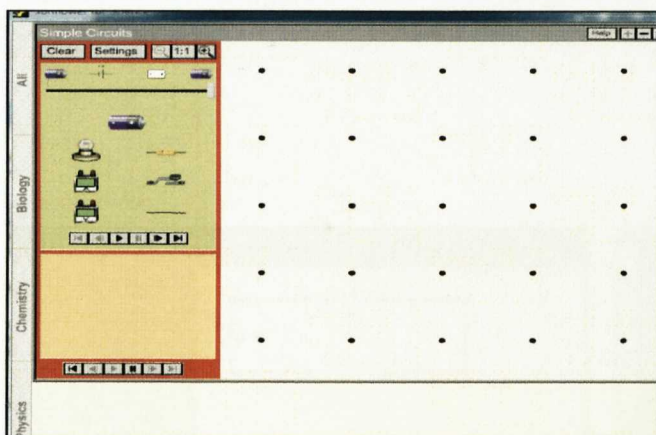 Simple Circuits
Help
Clear
Settings
1:1
All
Biology
Chemistry
Physics